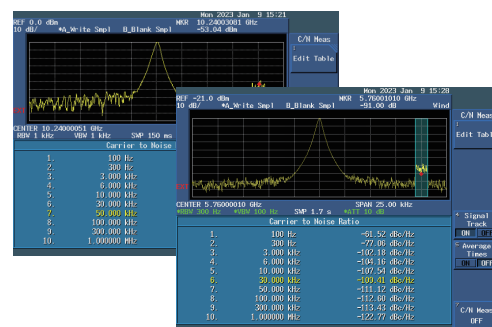 Mon 2023 Jan 9 15:21
REF 0.0 dBm MKR 10.24003081 GHz
10 dB/ *A_Write Smpl B_Blank Smpl -53.04 dBm
C/N Meas
Edit Table
CENTER 10.24000051 GHz
RBW 1 kHz VBW 1 kHz SWP 150 ms
Carrier to Noise
1. 100 Hz
2. 300 Hz
3. 3.000 kHz
4. 6.000 kHz
5. 10.000 kHz
6. 30.000 kHz
7. 50.000 kHz
8. 100.000 kHz
9. 300.000 kHz
10. 1.000000 MHz
Mon 2023 Jan 9 15:28
REF -21.0 dBm MKR 5.76001010 GHz
10 dB/ *A_Write Smpl B_Blank Smpl -91.00 dB Wind
C/N Meas
Edit Tabl
CENTER 5.76000010 GHz SPAN 25.00 kHz
*RBW 300 Hz *VBW 100 Hz SWP 1.7 s *ATT 10 dB
Carrier to Noise Ratio
1. 100 Hz -61.52 dBc/Hz
2. 300 Hz -77.06 dBc/Hz
3. 3.000 kHz -102.18 dBc/Hz
4. 6.000 kHz -104.16 dBc/Hz
5. 10.000 kHz -107.54 dBc/Hz
6. 30.000 kHz -109.41 dBc/Hz
7. 50.000 kHz -111.12 dBc/Hz
8. 100.000 kHz -112.60 dBc/Hz
9. 300.000 kHz -113.43 dBc/Hz
10. 1.000000 MHz -122.77 dBc/Hz
Signal
Track
ON OFF
Average
Times
ON OFF
C/N Meas
OFF